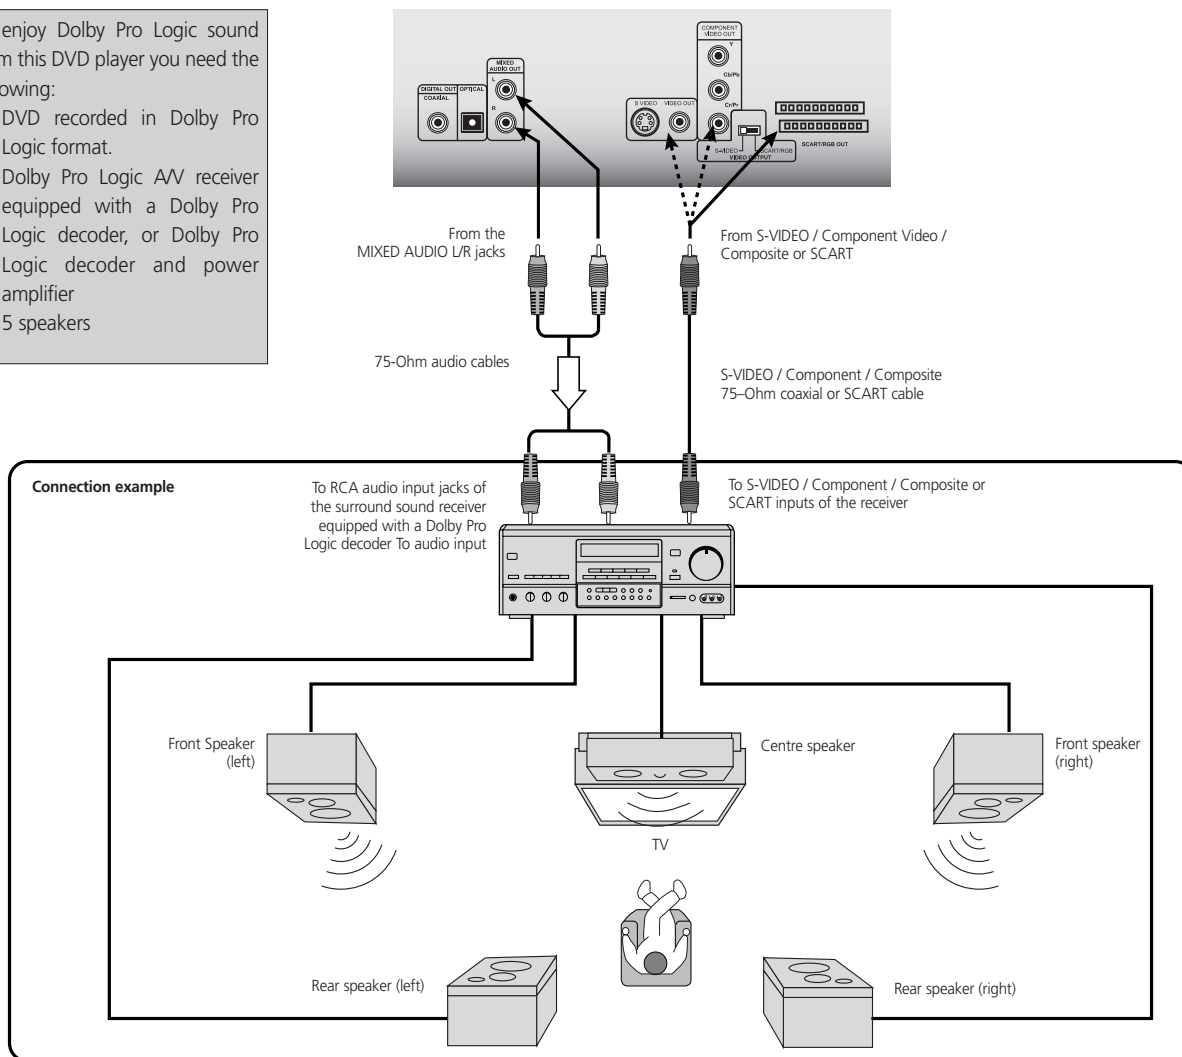 enjoy Dolby Pro Logic sound
this DVD player you need the
DVD recorded in Dolby Pro
Logic format.
Dolby Pro Logic A/V receiver
equipped with a Dolby Pro
Logic decoder, or Dolby Pro
Logic decoder and power
amplifier
5 speakers
COMPONENT
VIDEO OUT
Y
Cb/Pb
Cr/Pr
MIXED
AUDIO OUT
L
R
DIGITAL OUT
COAXIAL
OPTICAL
S VIDEO
VIDEO OUT
S-VIDEO
SCART/RGB
VIDEO OUTPUT
SCART/RGB OUT
From the
MIXED AUDIO L/R jacks
From S-VIDEO / Component Video /
Composite or SCART
75-Ohm audio cables
S-VIDEO / Component / Composite
75–Ohm coaxial or SCART cable
Connection example
To RCA audio input jacks of
the surround sound receiver
equipped with a Dolby Pro
Logic decoder To audio input
To S-VIDEO / Component / Composite or
SCART inputs of the receiver
Front Speaker
(left)
Centre speaker
Front speaker
(right)
TV
Rear speaker (left)
Rear speaker (right)